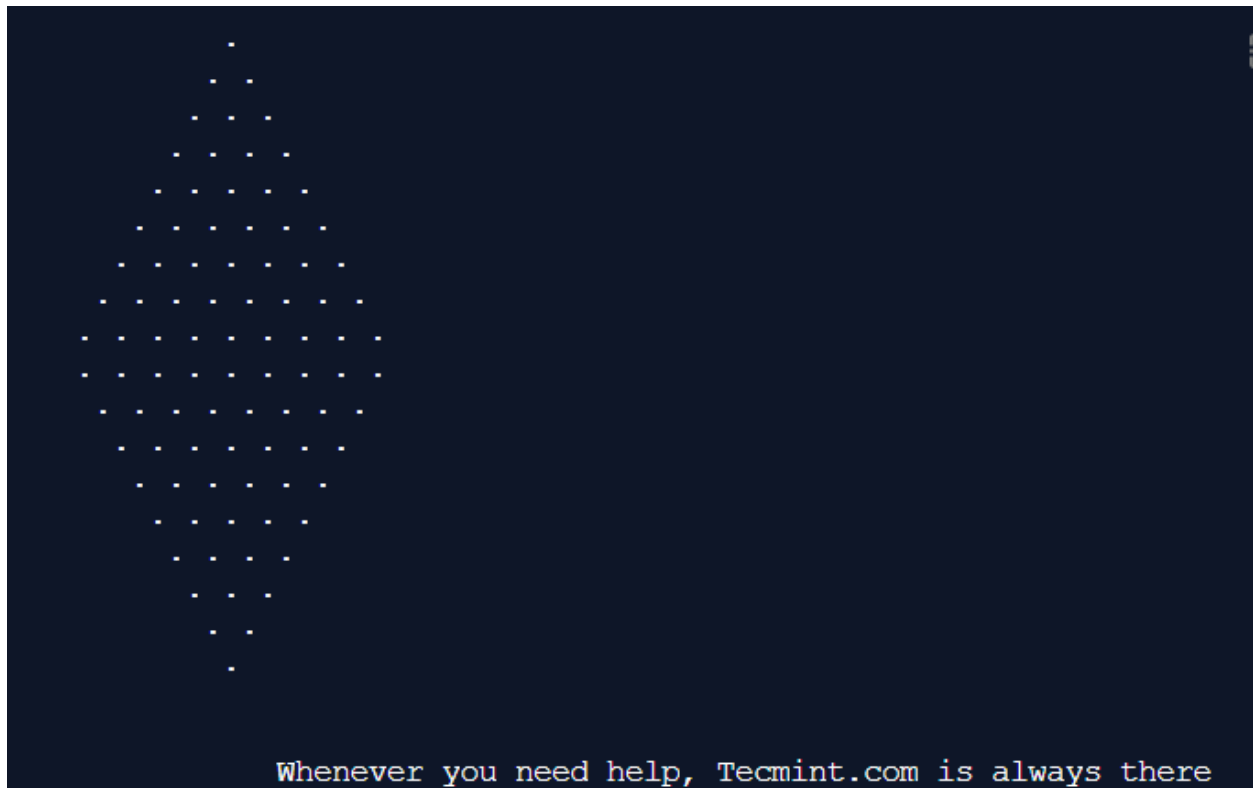 .
. .
. . .
. . . .
. . . . .
. . . . . .
. . . . . . .
. . . . . . . .
. . . . . . . . .
. . . . . . . . .
. . . . . . . .
. . . . . . .
. . . . . .
. . . . .
. . . .
. . .
. .
.
Whenever you need help, Tecmint.com is always there